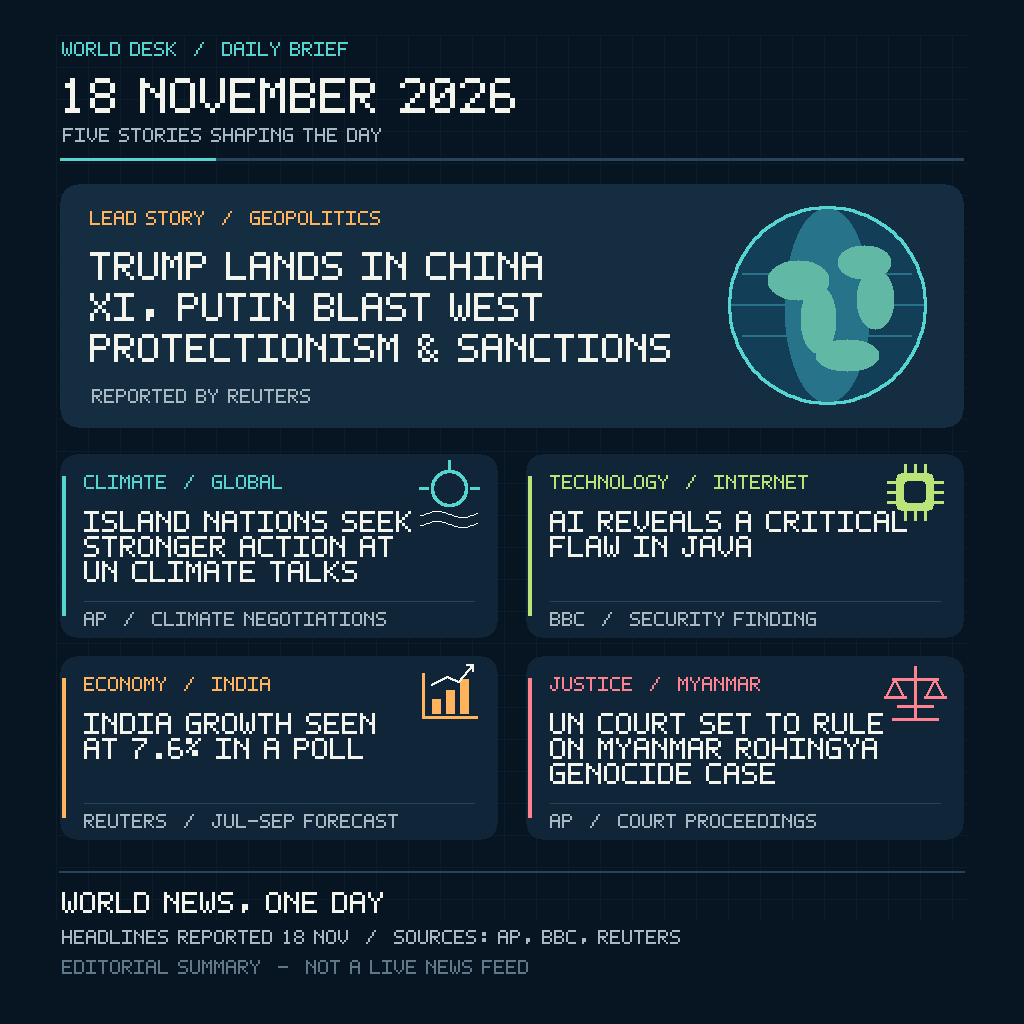 WORLD DESK / DAILY BRIEF
18 NOVEMBER 2026
FIVE STORIES SHAPING THE DAY
LEAD STORY / GEOPOLITICS
TRUMP LANDS IN CHINA
XI, PUTIN BLAST WEST
PROTECTIONISM & SANCTIONS
REPORTED BY REUTERS
CLIMATE / GLOBAL
ISLAND NATIONS SEEK
STRONGER ACTION AT
UN CLIMATE TALKS
AP / CLIMATE NEGOTIATIONS
TECHNOLOGY / INTERNET
AI REVEALS A CRITICAL
FLAW IN JAVA
BBC / SECURITY FINDING
ECONOMY / INDIA
INDIA GROWTH SEEN
AT 7.6% IN A POLL
REUTERS / JUL-SEP FORECAST
JUSTICE / MYANMAR
UN COURT SET TO RULE
ON MYANMAR ROHINGYA
GENOCIDE CASE
AP / COURT PROCEEDINGS
WORLD NEWS, ONE DAY
HEADLINES REPORTED 18 NOV / SOURCES: AP, BBC, REUTERS
EDITORIAL SUMMARY – NOT A LIVE NEWS FEED